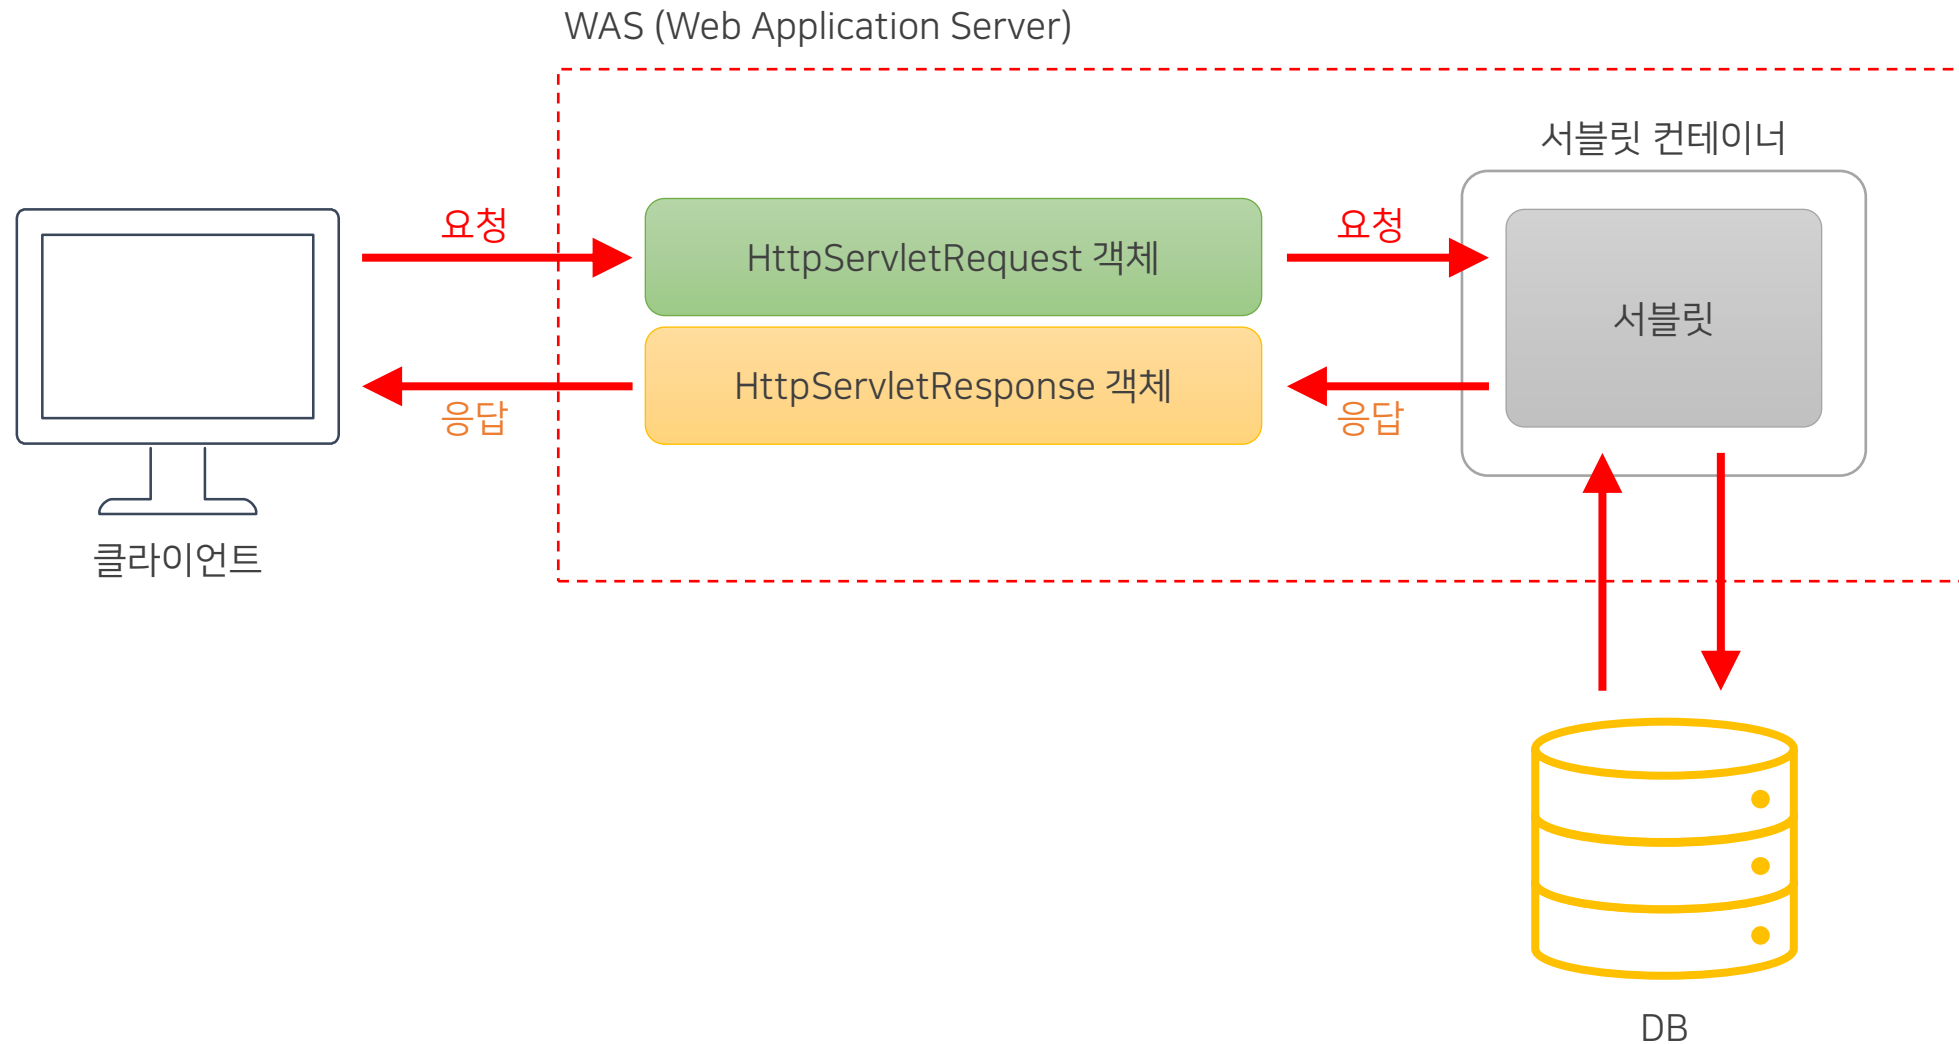 WAS (Web Application Server)
서블릿 컨테이너
요청
HttpServletRequest 객체
요청
서블릿
HttpServletResponse 객체
응답
응답
클라이언트
DB